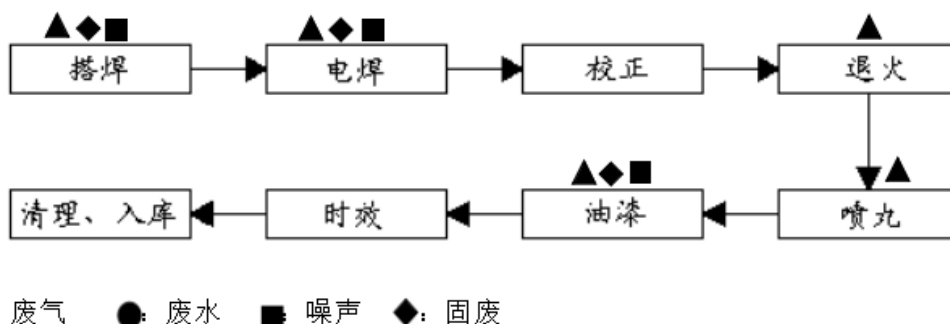 搭焊 电焊 校正 退火
清理、入库 时效 油漆 喷丸
废气 ●: 废水 ■: 噪声 ◆: 固废